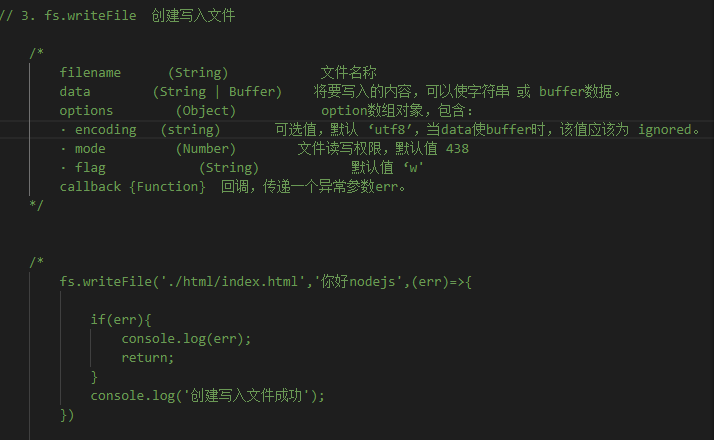 // 3. fs.writeFile 创建写入文件
/*
filename (String) 文件名称
data (String | Buffer) 将要写入的内容，可以使字符串 或 buffer数据。
options (Object) option数组对象，包含：
· encoding (string) 可选值，默认 ‘utf8′，当data使buffer时，该值应该为 ignored。
· mode (Number) 文件读写权限，默认值 438
· flag (String) 默认值 ‘w'
callback {Function} 回调，传递一个异常参数err。
*/
/*
fs.writeFile('./html/index.html','你好nodejs',(err)=>{
if(err){
console.log(err);
return;
}
console.log('创建写入文件成功');
})